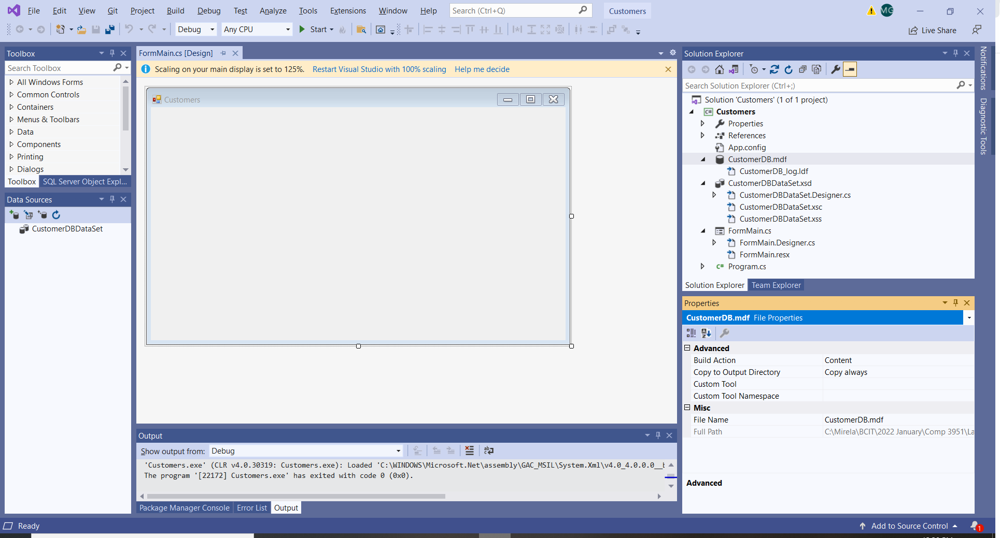 File Edit View Git Project Build Debug Test Analyze Tools Extensions Window Help Search (Ctrl+Q) Customers MG
Debug Any CPU Start Live Share
Toolbox
Search Toolbox
All Windows Forms
Common Controls
Containers
Menus & Toolbars
Data
Components
Printing
Dialogs
Toolbox SQL Server Object Expl...
Data Sources
CustomerDBDataSet
FormMain.cs [Design]
Scaling on your main display is set to 125%. Restart Visual Studio with 100% scaling Help me decide
Customers
Output
Show output from: Debug
'Customers.exe' (CLR v4.0.30319: Customers.exe): Loaded 'C:\WINDOWS\Microsoft.Net\assembly\GAC_MSIL\System.Xml\v4.0_4.0.0.0__b
The program '[22172] Customers.exe' has exited with code 0 (0x0).
Package Manager Console Error List Output
Solution Explorer
Search Solution Explorer (Ctrl+;)
Solution 'Customers' (1 of 1 project)
C# Customers
Properties
References
App.config
CustomerDB.mdf
CustomerDB_log.ldf
CustomerDBDataSet.xsd
CustomerDBDataSet.Designer.cs
CustomerDBDataSet.xsc
CustomerDBDataSet.xss
FormMain.cs
FormMain.Designer.cs
FormMain.resx
C# Program.cs
Solution Explorer Team Explorer
Properties
CustomerDB.mdf File Properties
Advanced
Build Action Content
Copy to Output Directory Copy always
Custom Tool
Custom Tool Namespace
Misc
File Name CustomerDB.mdf
Full Path C:\Mirela\BCIT\2022 January\Comp 3951\La
Advanced
Notifications
Diagnostic Tools
Ready Add to Source Control 1